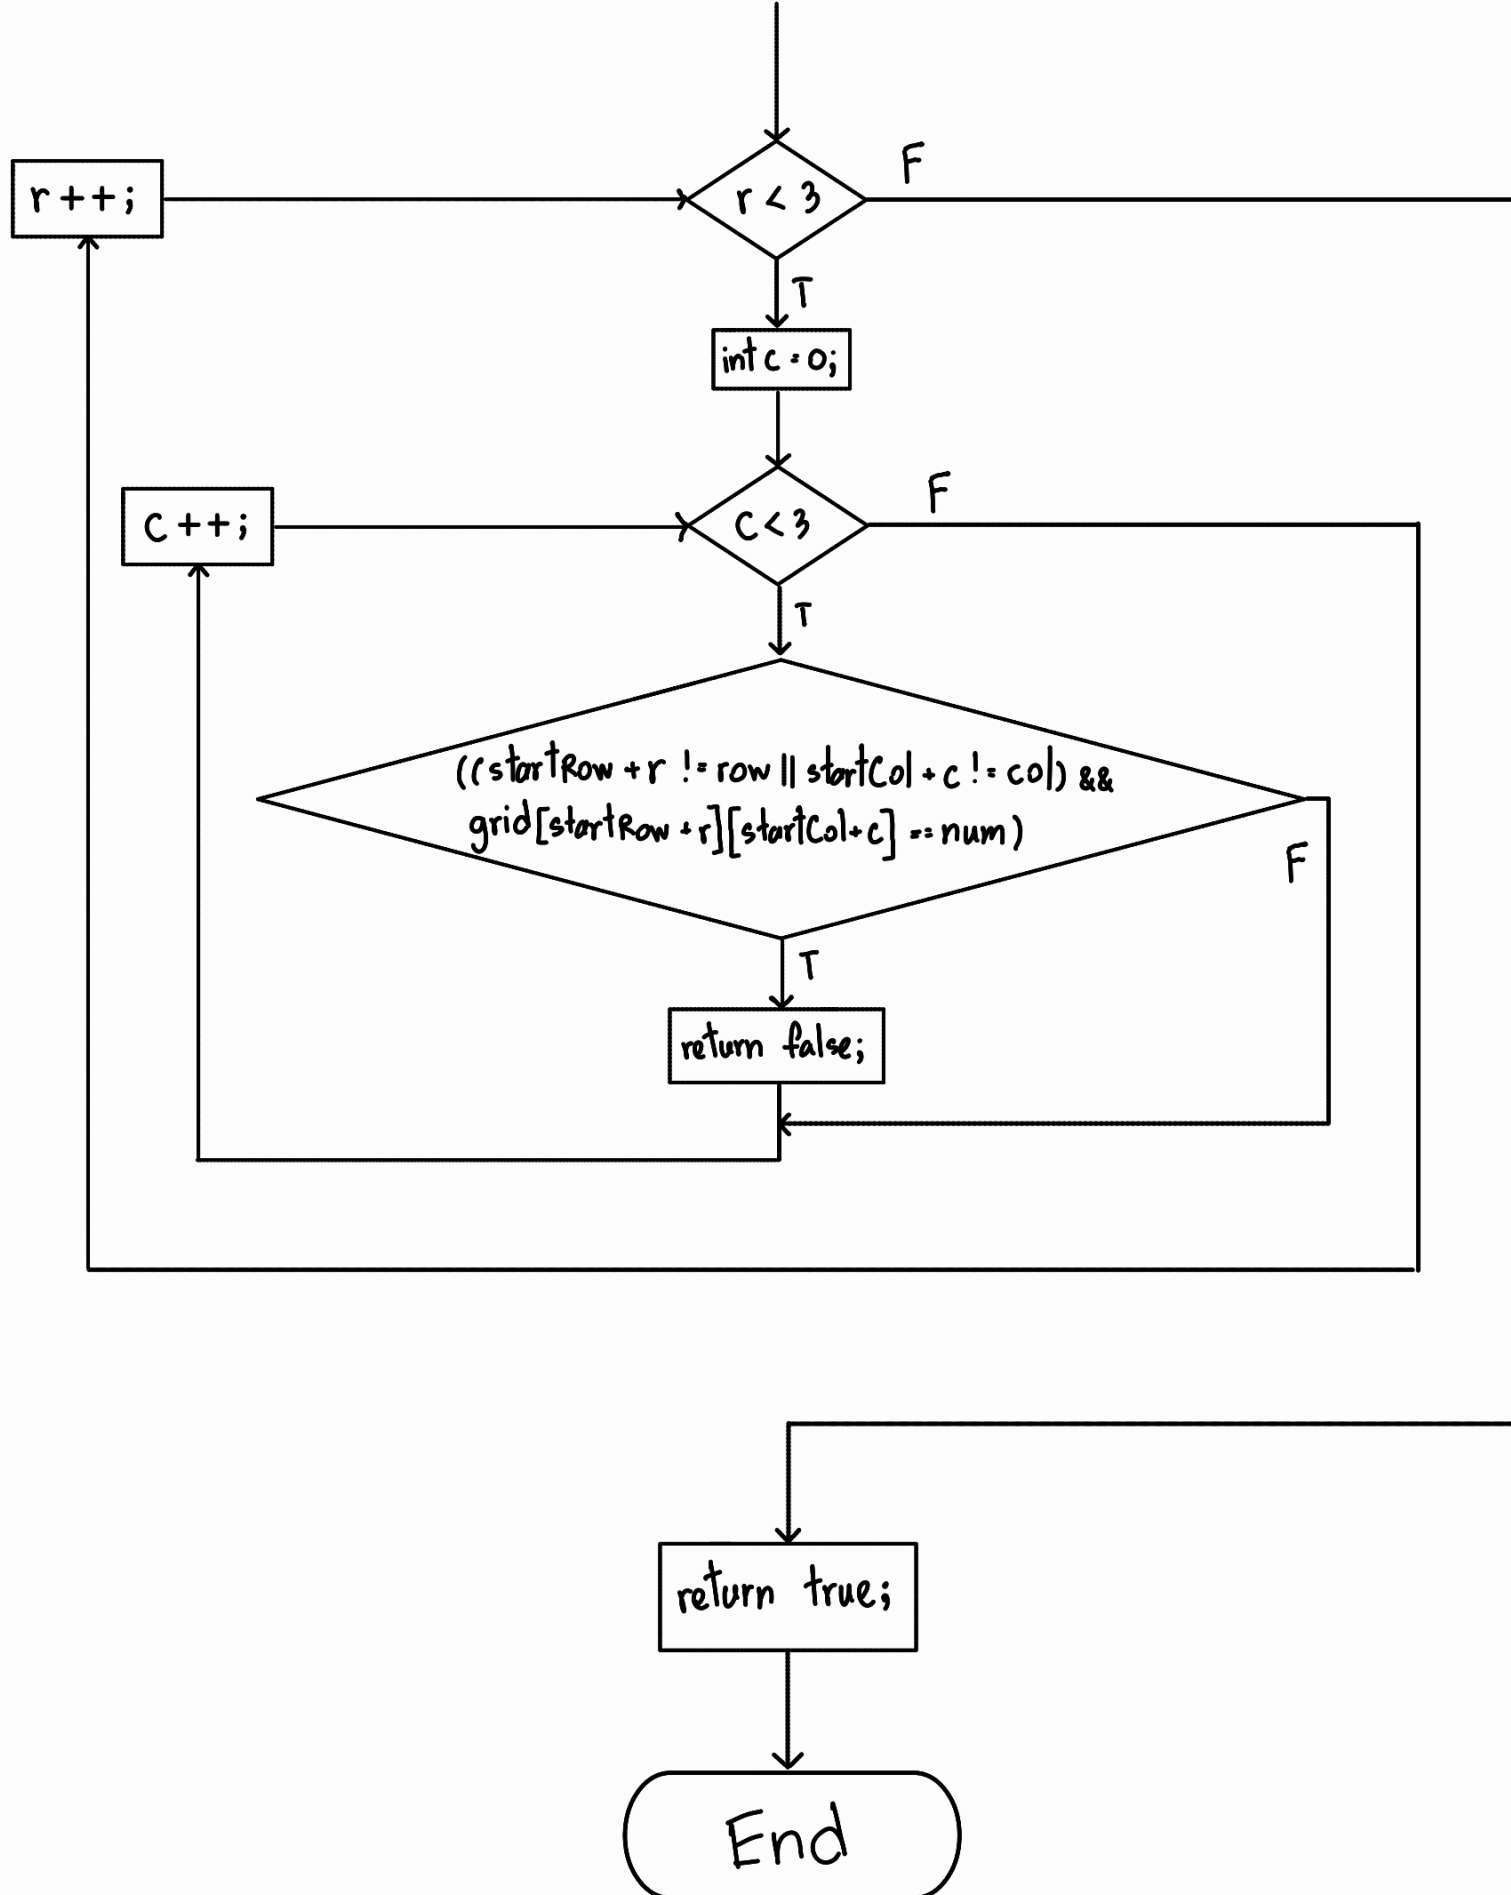 F
r++;
r < 3
T
int c = 0;
F
c++;
c < 3
T
((startRow + r != row || startCol + c != col) &&
grid[startRow + r][startCol + c] == num)
F
T
return false;
return true;
End